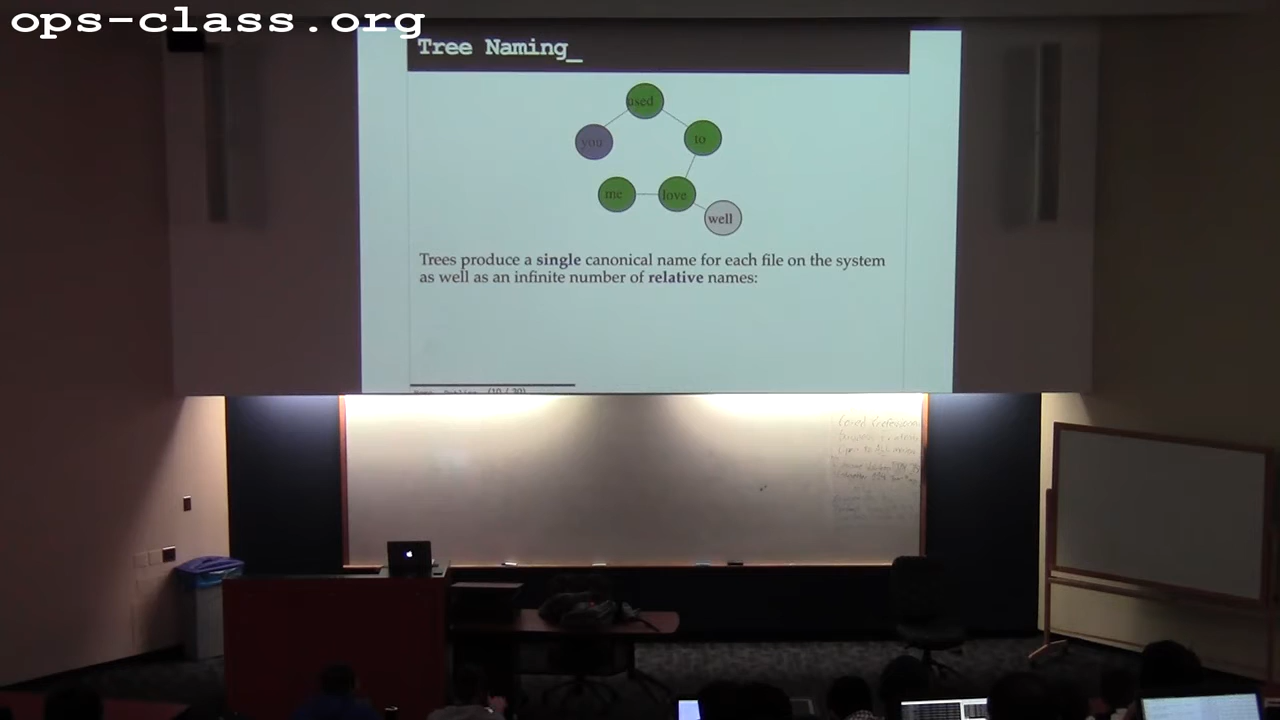 ops-class.org
Tree Naming_
used
you
to
me
love
well
Trees produce a single canonical name for each file on the system
as well as an infinite number of relative names: